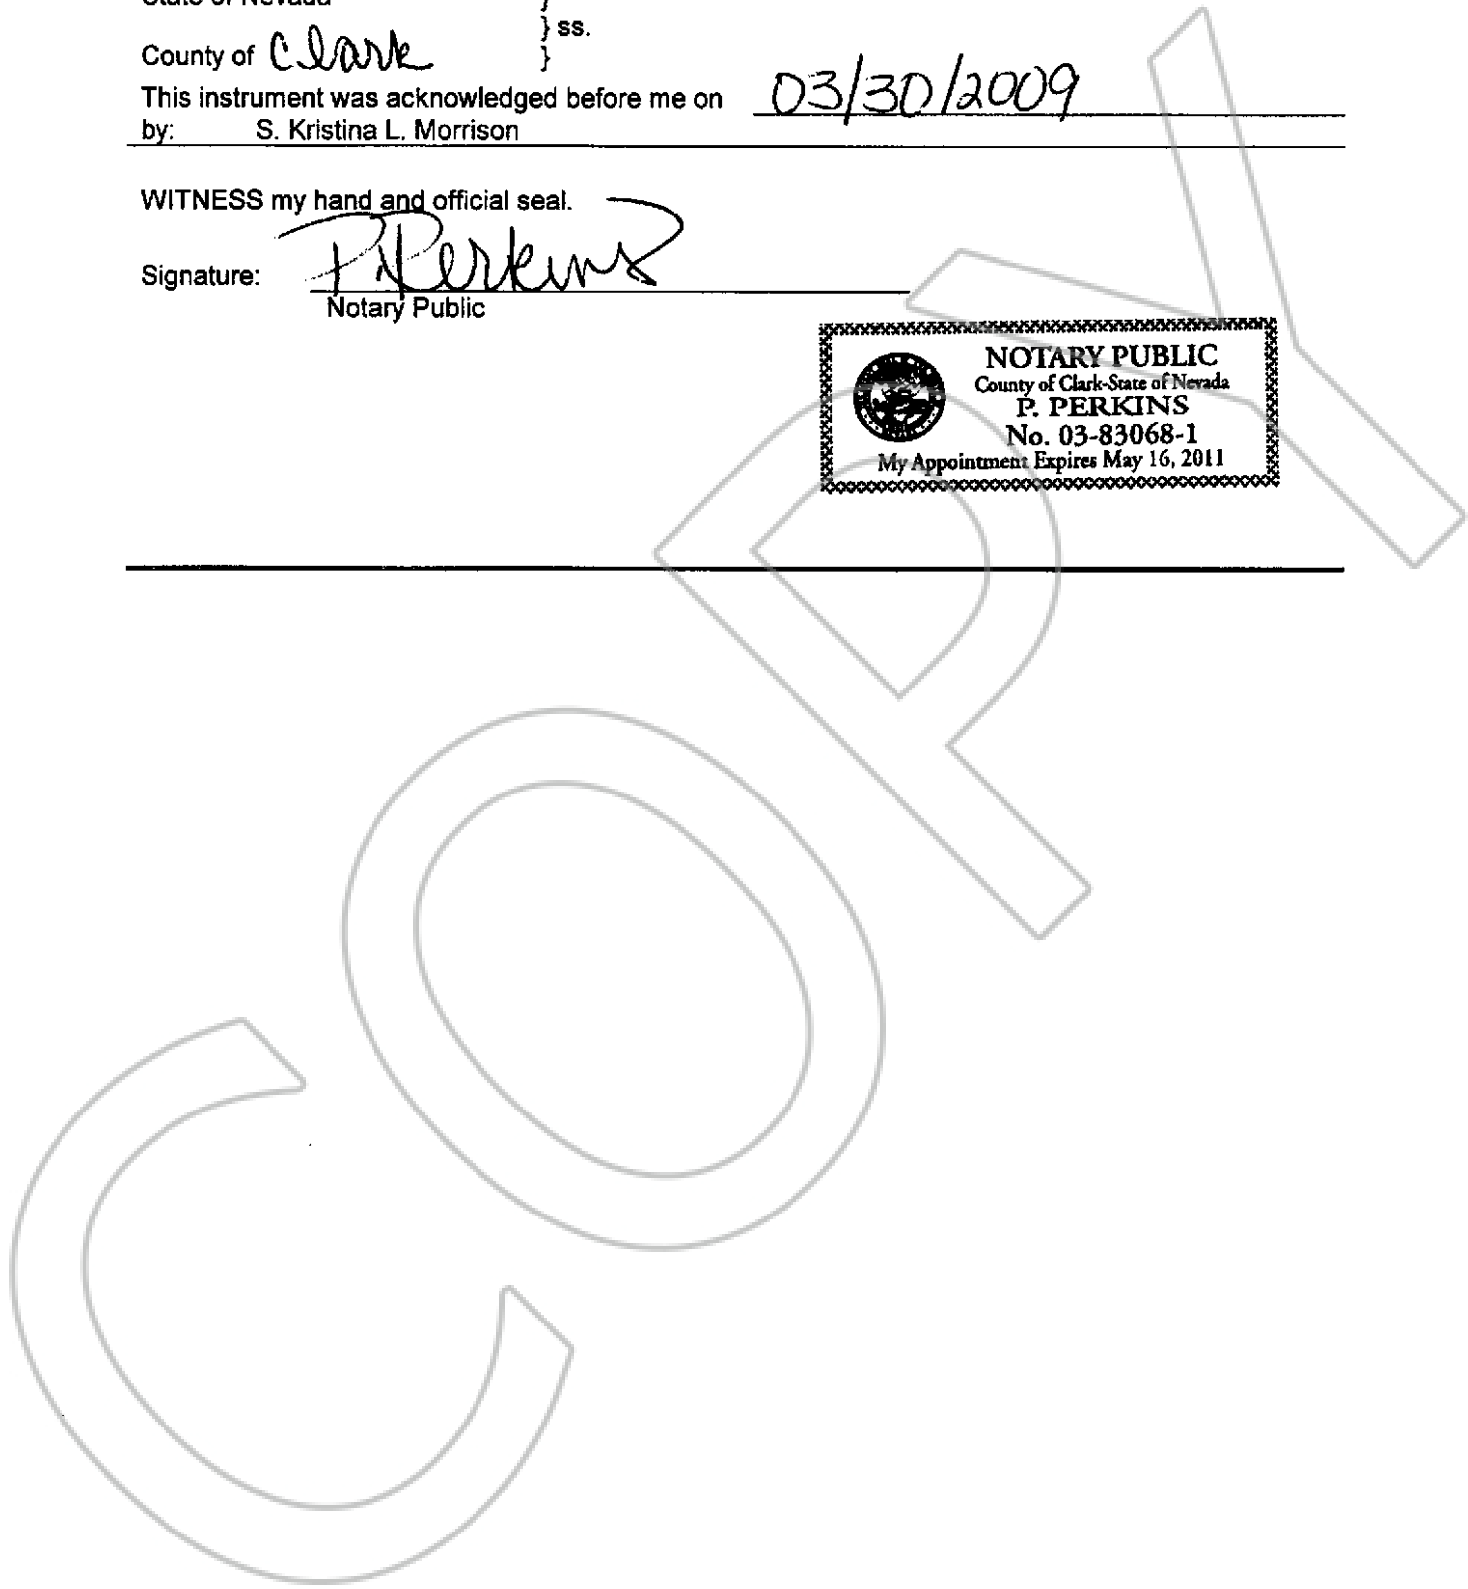 State of Nevada }
} ss.
County of Clark }
This instrument was acknowledged before me on 03/30/2009
by: S. Kristina L. Morrison
WITNESS my hand and official seal.
Signature: P. Perkins
Notary Public
NOTARY PUBLIC
County of Clark-State of Nevada
P. PERKINS
No. 03-83068-1
My Appointment Expires May 16, 2011
COPY